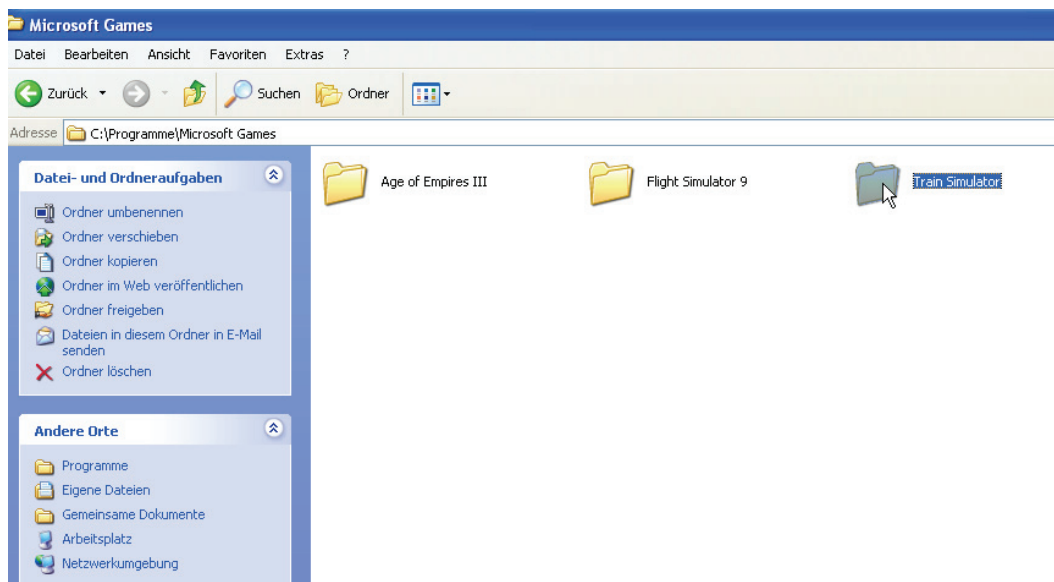 Microsoft Games
Datei Bearbeiten Ansicht Favoriten Extras ?
Zurück Suchen Ordner
Adresse C:\Programme\Microsoft Games
Datei- und Ordneraufgaben
Ordner umbenennen
Ordner verschieben
Ordner kopieren
Ordner im Web veröffentlichen
Ordner freigeben
Dateien in diesem Ordner in E-Mail
senden
Ordner löschen
Andere Orte
Programme
Eigene Dateien
Gemeinsame Dokumente
Arbeitsplatz
Netzwerkumgebung
Age of Empires III Flight Simulator 9 Train Simulator